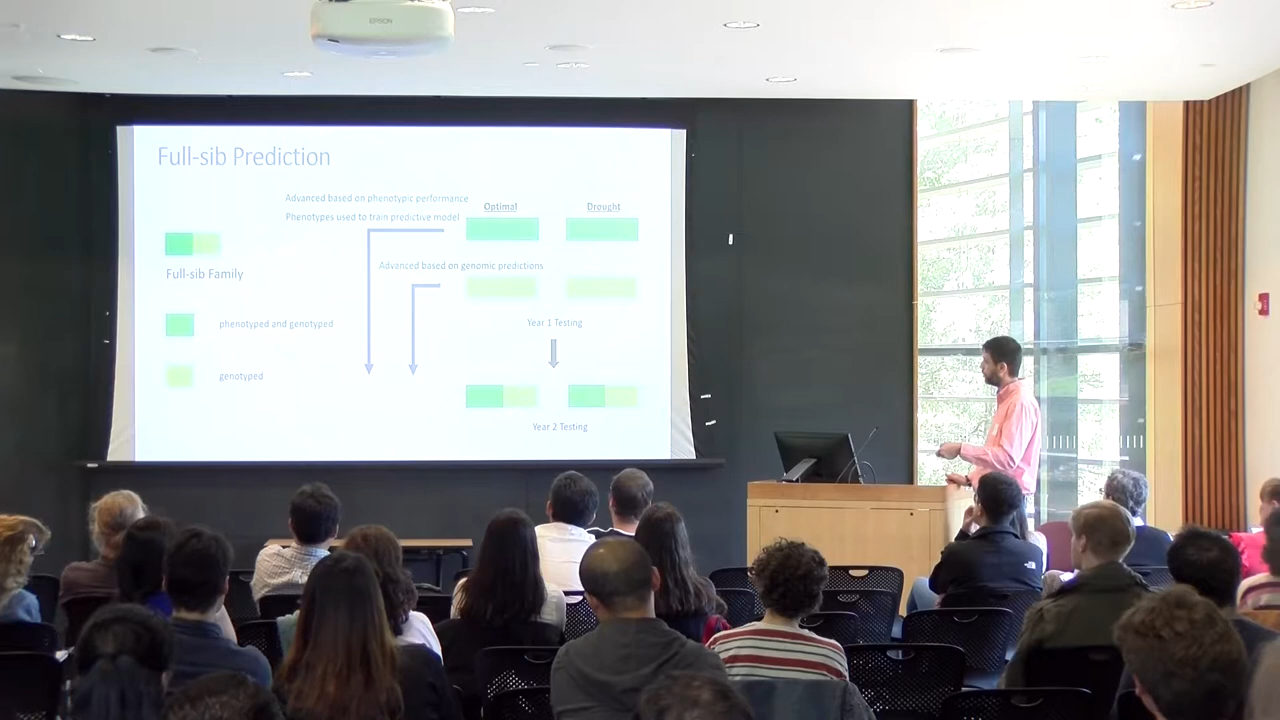 EPSON
Full-sib Prediction
Advanced based on phenotypic performance
Phenotypes used to train predictive model
Optimal
Drought
Advanced based on genomic predictions
Full-sib Family
phenotyped and genotyped
Year 1 Testing
genotyped
Year 2 Testing